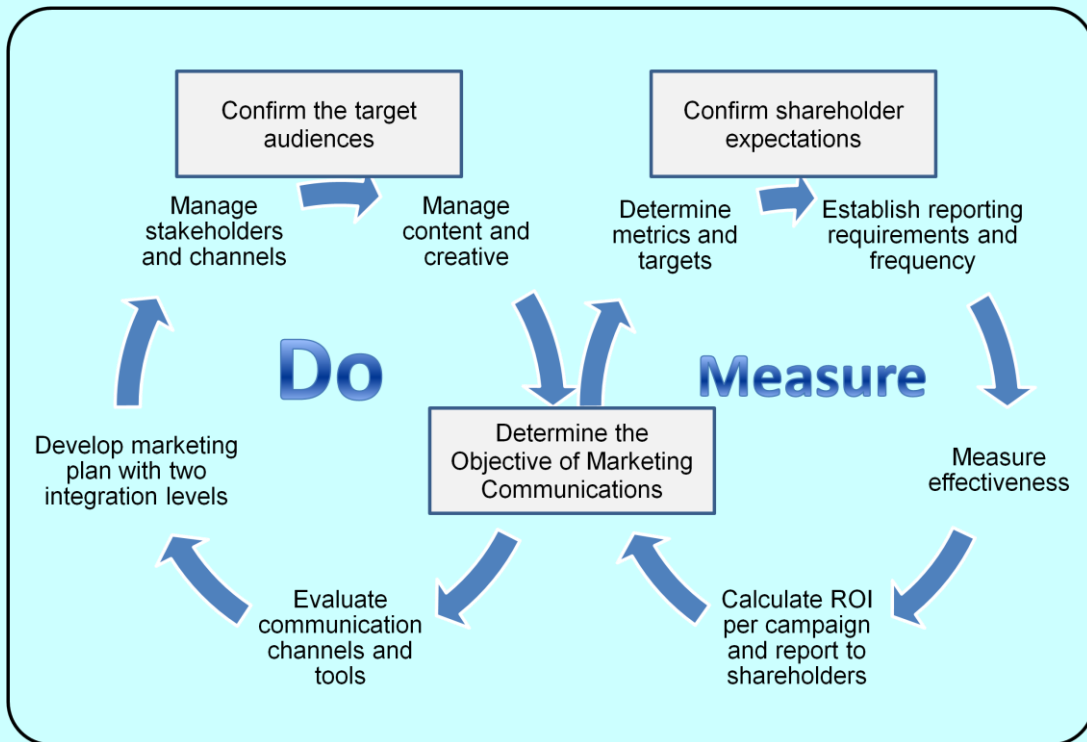 Confirm the target
audiences
Confirm shareholder
expectations
Manage
stakeholders
and channels
Manage
content and
creative
Determine
metrics and
targets
Establish reporting
requirements and
frequency
Do
Measure
Develop marketing
plan with two
integration levels
Determine the
Objective of Marketing
Communications
Measure
effectiveness
Evaluate
communication
channels and
tools
Calculate ROI
per campaign
and report to
shareholders